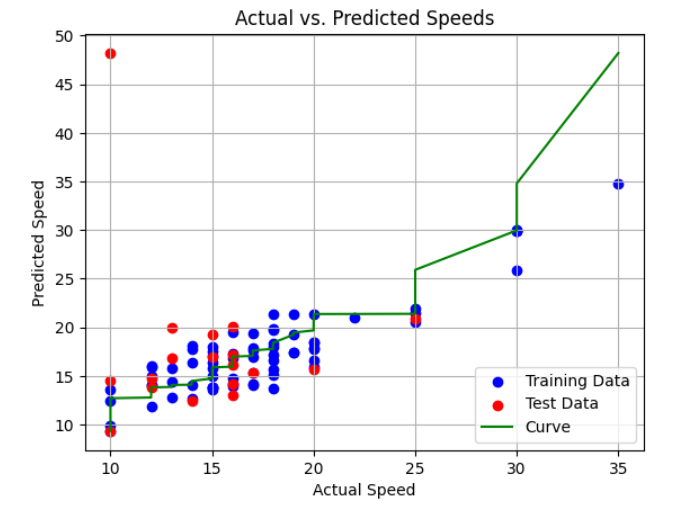 Actual vs. Predicted Speeds
50
45
40
35
30
25
20
15
10
Predicted Speed
10 15 20 25 30 35
Actual Speed
Training Data
Test Data
Curve